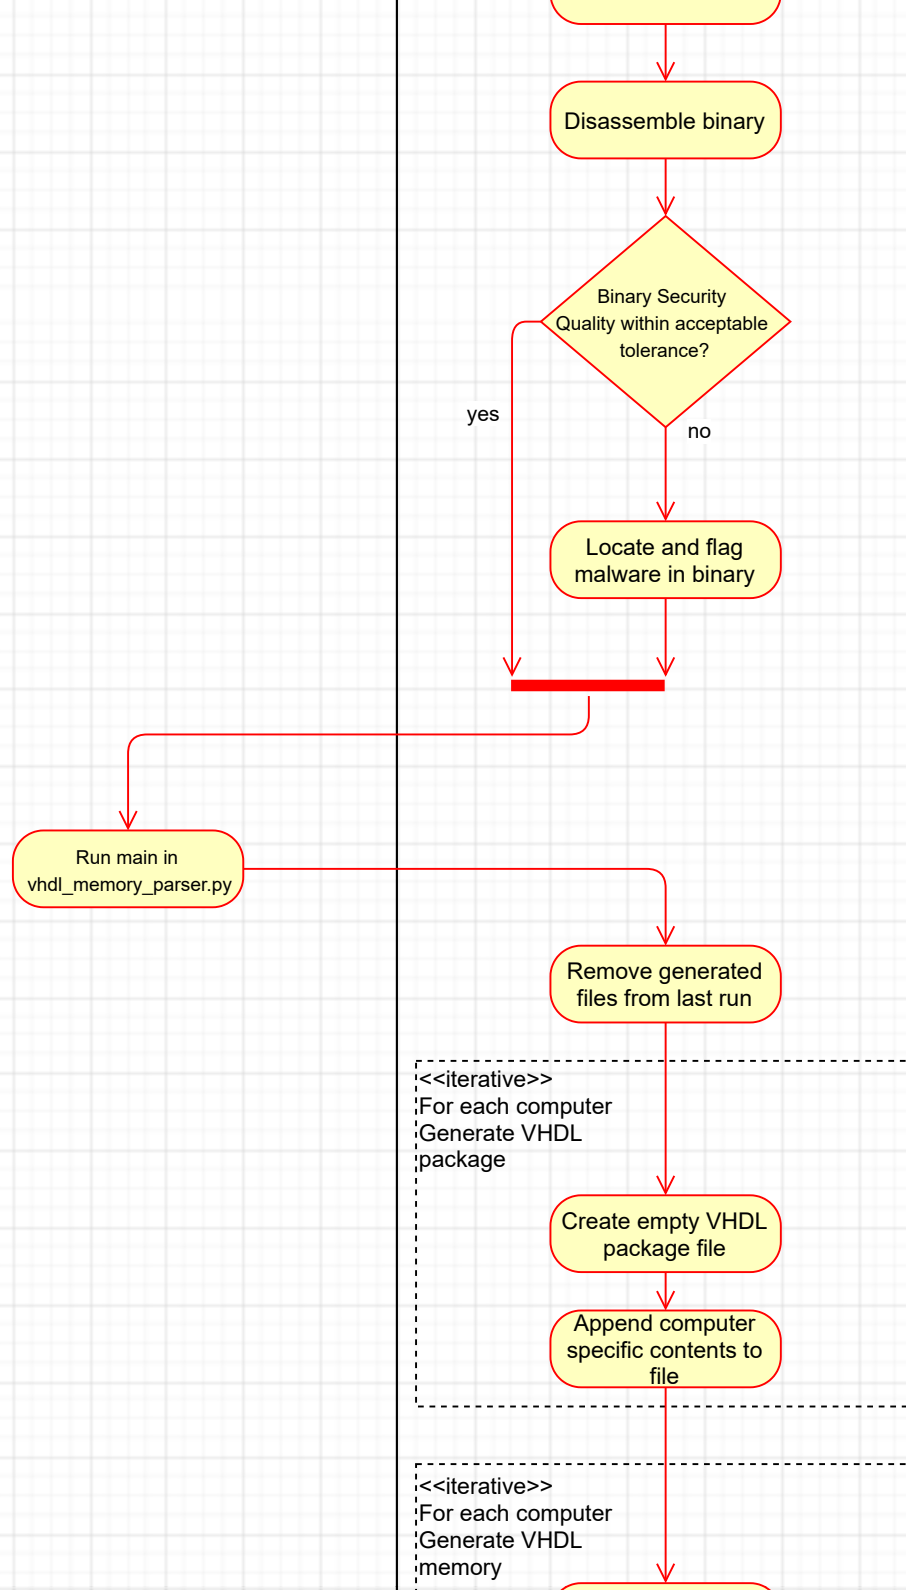 Disassemble binary
Binary Security
Quality within acceptable
tolerance?
yes
no
Locate and flag
malware in binary
Run main in
vhdl_memory_parser.py
Remove generated
files from last run
<<iterative>>
For each computer
Generate VHDL
package
Create empty VHDL
package file
Append computer
specific contents to
file
<<iterative>>
For each computer
Generate VHDL
memory